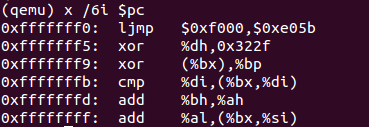 (qemu) x /6i $pc
0xfffffff0:  ljmp   $0xf000,$0xe05b
0xfffffff5:  xor    %dh,0x322f
0xfffffff9:  xor    (%bx),%bp
0xfffffffb:  cmp    %di,(%bx,%di)
0xfffffffd:  add    %bh,%ah
0xffffffff:  add    %al,(%bx,%si)